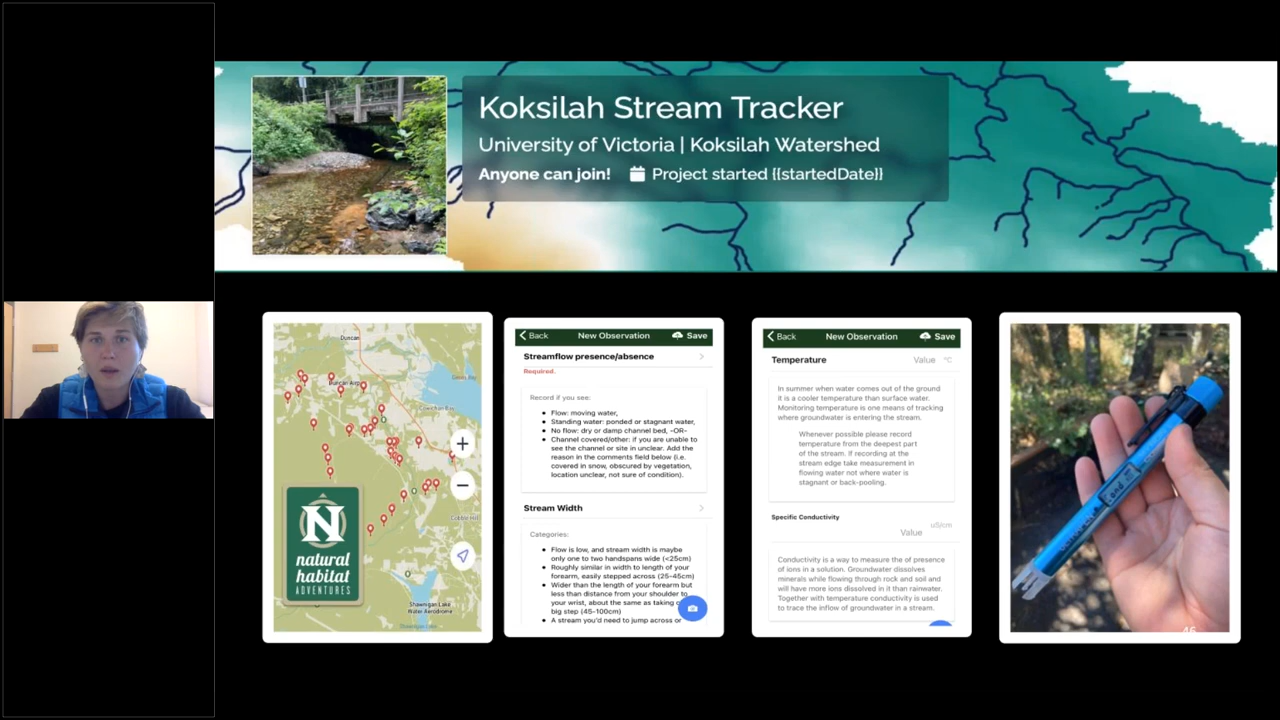 Koksilah Stream Tracker
University of Victoria | Koksilah Watershed
Anyone can join! Project started {{startedDate}}
Duncan
Duncan Airp
Cowichan Bay
Cobble Hill
Shawnigan Lake
Water Aerodrome
Shawnigan Lake
N
natural
habitat
ADVENTURES
Back New Observation Save
Streamflow presence/absence
Required.
Record if you see:
• Flow: moving water,
• Standing water: ponded or stagnant water,
• No flow: dry or damp channel bed, -OR-
• Channel covered/other: if you are unable to
see the channel or site in unclear. Add the
reason in the comments field below (i.e.
covered in snow, obscured by vegetation,
location unclear, not sure of condition).
Stream Width
Categories:
• Flow is low, and stream width is maybe
only one to two handspans wide (<25cm)
• Roughly similar in width to length of your
forearm, easily stepped across (25-45cm)
• Wider than the length of your forearm but
less than distance from your shoulder to
your wrist, about the same as taking
big step (45-100cm)
• A stream you'd need to jump across or
Back New Observation Save
Temperature Value °C
In summer when water comes out of the ground
it is a cooler temperature than surface water.
Monitoring temperature is one means of tracking
where groundwater is entering the stream.
Whenever possible please record
temperature from the deepest part
of the stream. If recording at the
stream edge take measurement in
flowing water not where water is
stagnant or back-pooling.
Specific Conductivity
Value uS/cm
Conductivity is a way to measure the of presence
of ions in a solution. Groundwater dissolves
minerals while flowing through rock and soil and
will have more ions dissolved in it than rainwater.
Together with temperature conductivity is used
to trace the inflow of groundwater in a stream.
46